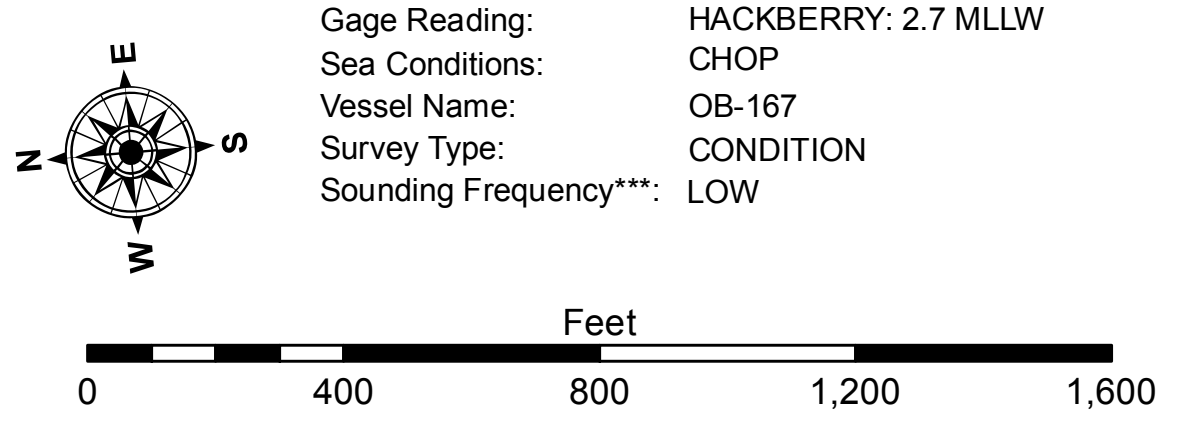 Gage Reading: HACKBERRY: 2.7 MLLW
Sea Conditions: CHOP
Vessel Name: OB-167
Survey Type: CONDITION
Sounding Frequency***: LOW
E
N
S
W
Feet
0 400 800 1,200 1,600